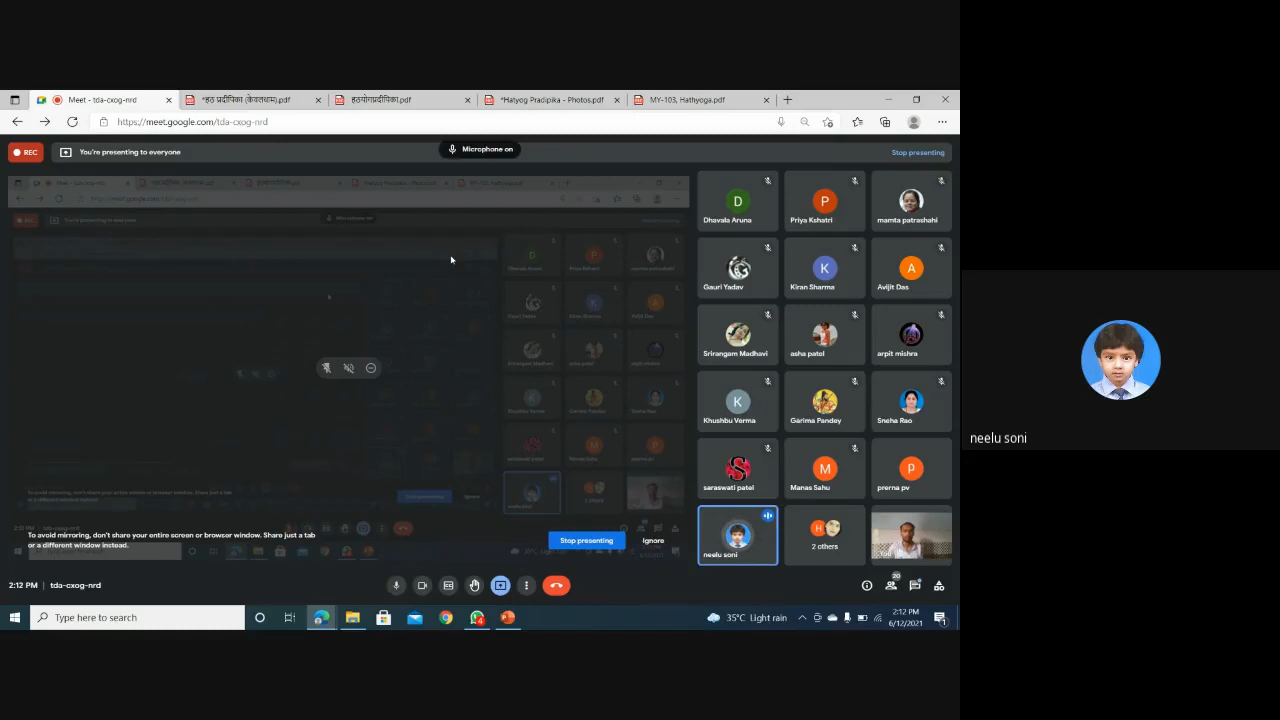 Meet - tda-cxog-nrd
*हठ प्रदीपिका (केवलधाम).pdf
हठयोगप्रदीपिका.pdf
*Hatyog Pradipika - Photos.pdf
MY-103, Hathyoga.pdf
https://meet.google.com/tda-cxog-nrd
REC
You're presenting to everyone
Microphone on
Stop presenting
Dhavala Aruna
Priya Kshatri
mamta patrashahi
Gauri Yadav
Kiran Sharma
Avijit Das
Srirangam Madhavi
asha patel
arpit mishra
Khushbu Verma
Garima Pandey
Sneha Rao
saraswati patel
Manas Sahu
prerna pv
neelu soni
2 others
You
To avoid mirroring, don't share your entire screen or browser window. Share just a tab
or a different window instead.
Stop presenting
Ignore
2:12 PM | tda-cxog-nrd
20
Type here to search
4
35°C Light rain
2:12 PM
6/12/2021
1
neelu soni